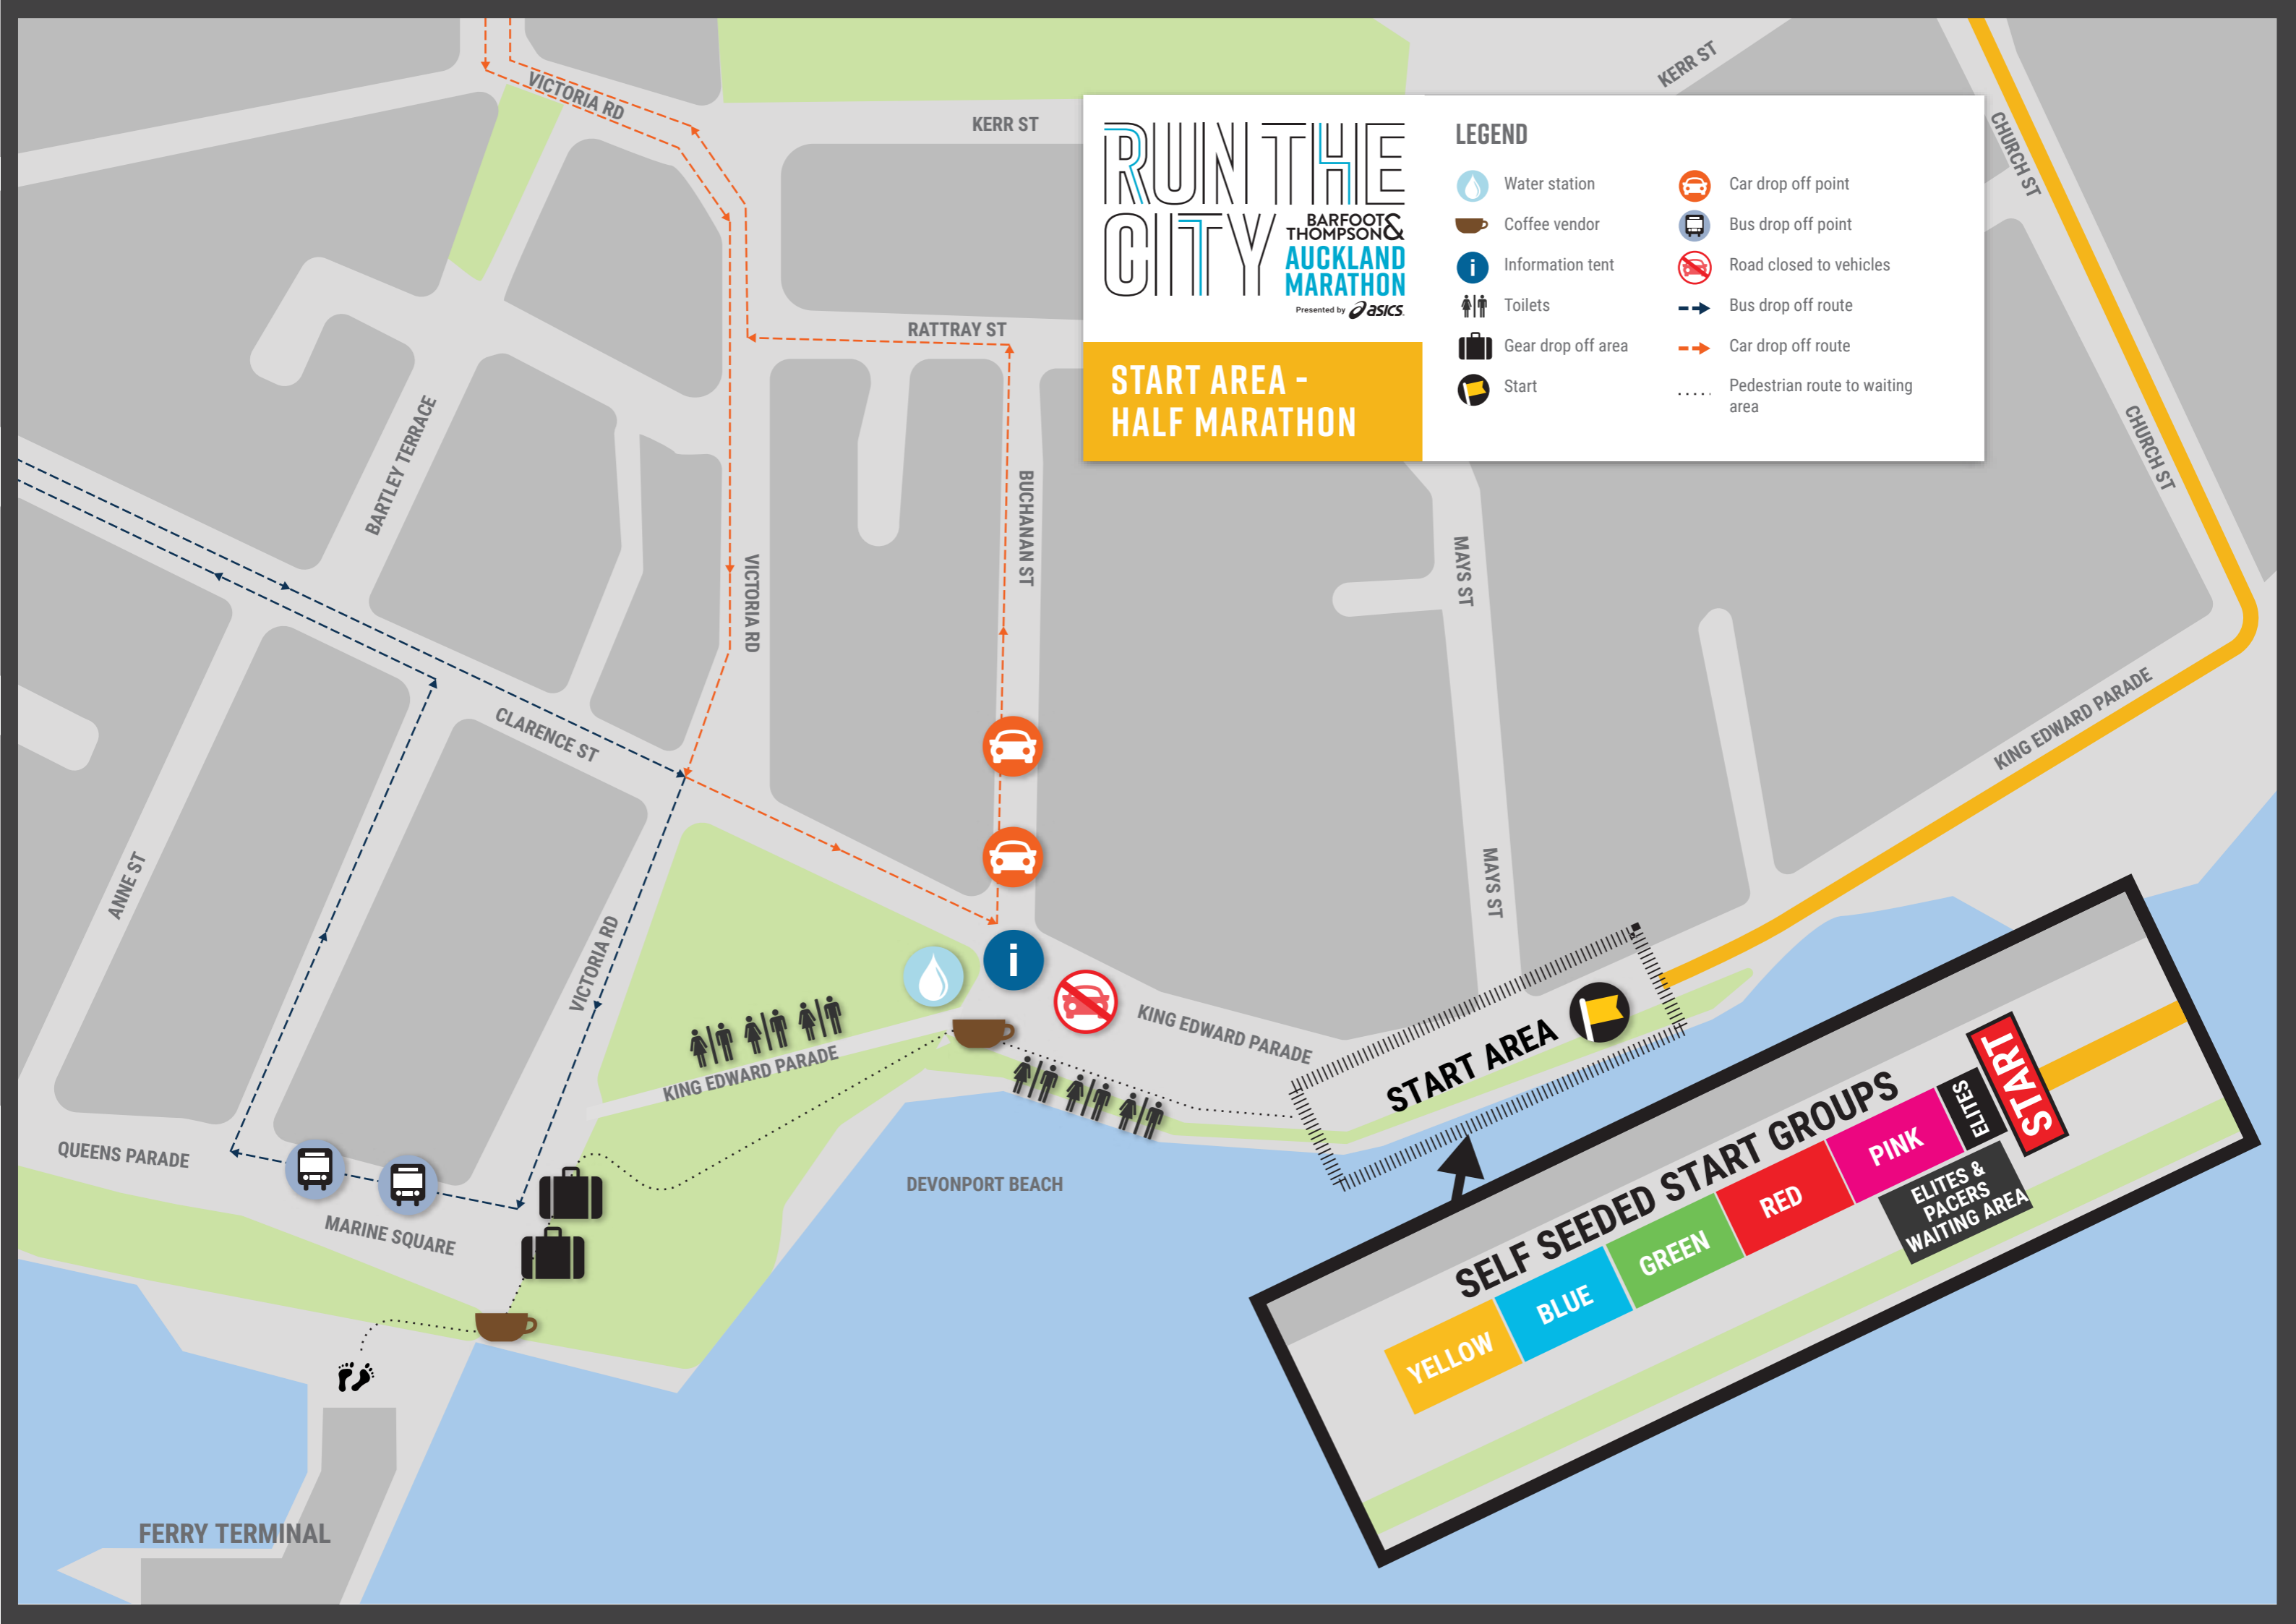 VICTORIA RD
KERR ST
KERR ST
CHURCH ST
RUN THE
CITY
BARFOOT &
THOMPSON
AUCKLAND
MARATHON
Presented by asics
START AREA -
HALF MARATHON
LEGEND
Water station
Coffee vendor
Information tent
Toilets
Gear drop off area
Start
Car drop off point
Bus drop off point
Road closed to vehicles
Bus drop off route
Car drop off route
Pedestrian route to waiting
area
RATTRAY ST
BARTLEY TERRACE
BUCHANAN ST
VICTORIA RD
MAYS ST
CHURCH ST
KING EDWARD PARADE
CLARENCE ST
ANNE ST
VICTORIA RD
MAYS ST
i
KING EDWARD PARADE
KING EDWARD PARADE
START AREA
QUEENS PARADE
MARINE SQUARE
DEVONPORT BEACH
FERRY TERMINAL
SELF SEEDED START GROUPS
YELLOW
BLUE
GREEN
RED
PINK
ELITES
START
ELITES &
PACERS
WAITING AREA